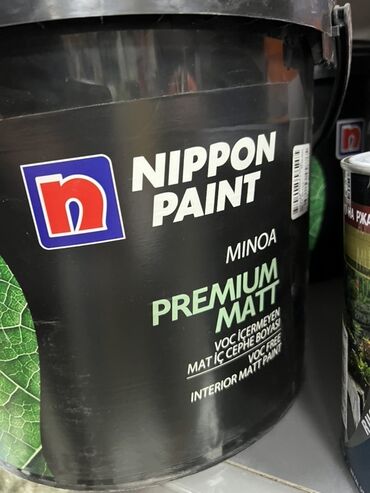 n
NIPPON
PAINT
MINOA
PREMIUM
MATT
VOC İÇERMEYEN
MAT İÇ CEPHE BOYASI
VOC FREE
INTERIOR MATT PAINT